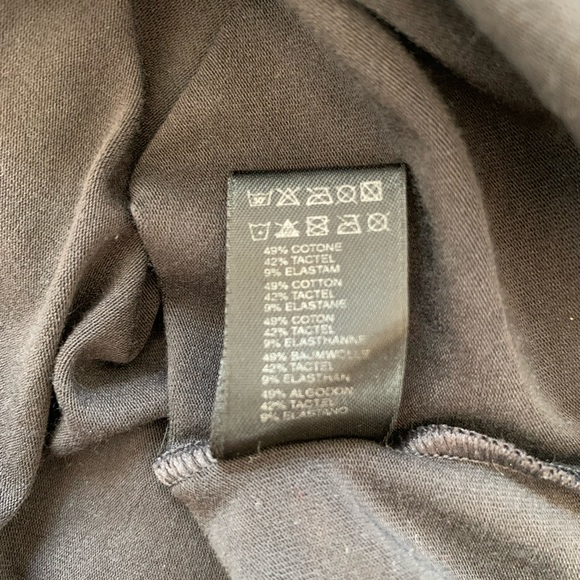 49% COTONE
42% TACTEL
9% ELASTAM
49% COTTON
42% TACTEL
9% ELASTANE
49% COTON
42% TACTEL
9% ELASTHANNE
49% BAUMWOLLE
42% TACTEL
9% ELASTHAN
49% ALGODON
42% TACTEL
9% ELASTANO